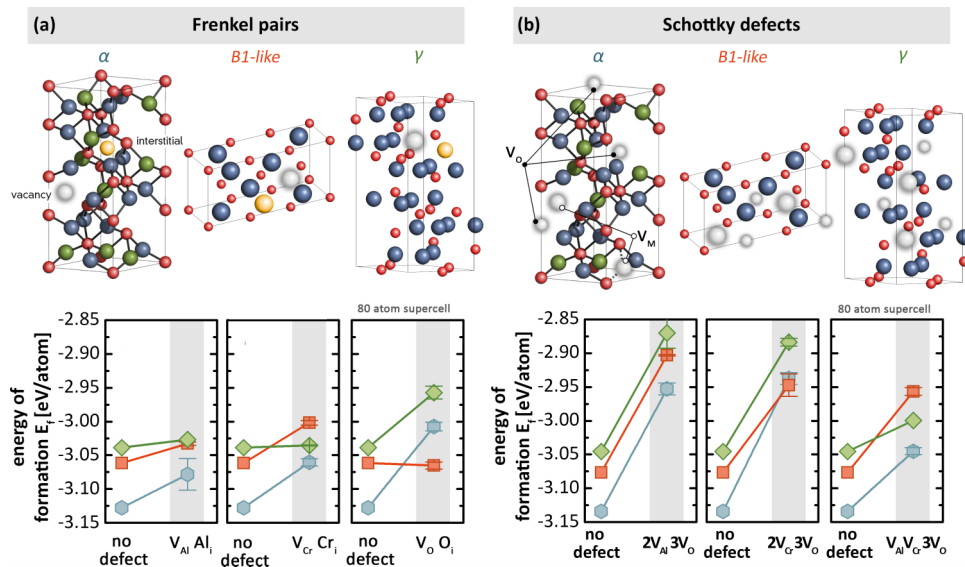 (a) Frenkel pairs
α B1-like γ
interstitial
vacancy
80 atom supercell
energy of
formation E_f [eV/atom]
-2.85
-2.90
-2.95
-3.00
-3.05
-3.10
-3.15
no
defect
V_Al Al_i
no
defect
V_Cr Cr_i
no
defect
V_O O_i
(b) Schottky defects
α B1-like γ
V_O
V_M
80 atom supercell
energy of
formation E_f [eV/atom]
-2.85
-2.90
-2.95
-3.00
-3.05
-3.10
-3.15
no
defect
2V_Al 3V_O
no
defect
2V_Cr 3V_O
no
defect
V_Al V_Cr 3V_O